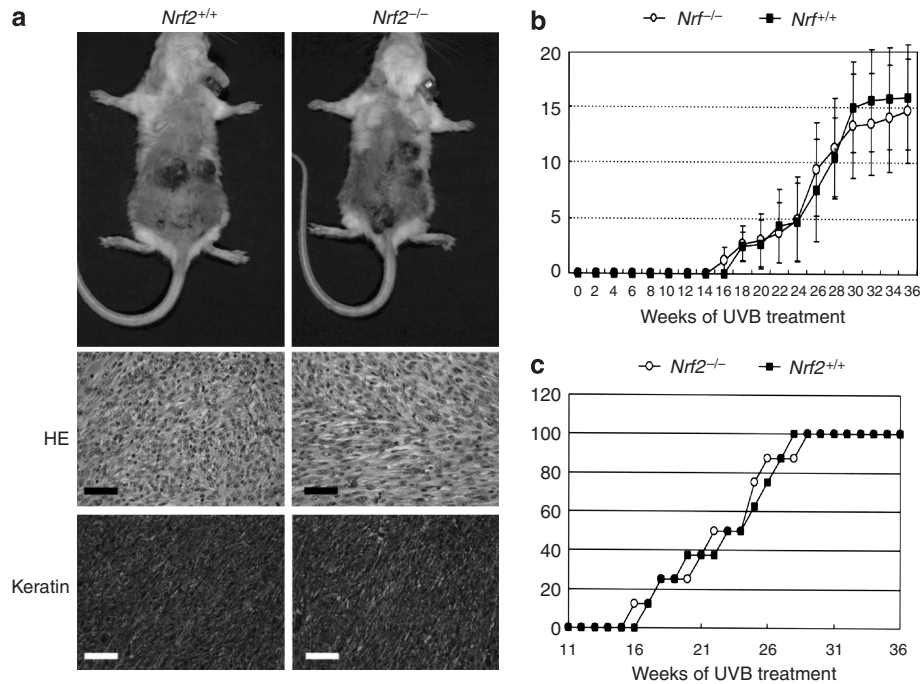 a
Nrf2+/+
Nrf2–/–
HE
Keratin
b
Nrf–/–
Nrf+/+
20
15
10
5
0
0 2 4 6 8 10 12 14 16 18 20 22 24 26 28 30 32 34 36
Weeks of UVB treatment
c
Nrf2–/–
Nrf2+/+
120
100
80
60
40
20
0
11 16 21 26 31 36
Weeks of UVB treatment